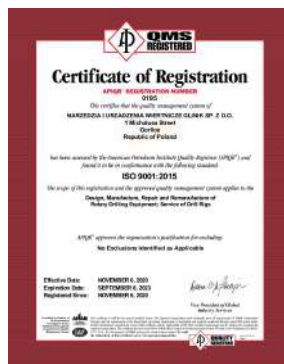 QMS
REGISTERED
Certificate of Registration
APIQR® REGISTRATION NUMBER
0195
This certifies that the quality management system of
NARZEDZIA I URZADZENIA WIERTNICZE GLINIK SP. Z O.O.
1 Michalusa Street
Gorlice
Republic of Poland
has been assessed by the American Petroleum Institute Quality Registrar (APIQR®) and
found it to be in conformance with the following standard:
ISO 9001:2015
The scope of this registration and the approved quality management system applies to the
Design, Manufacture, Repair and Remanufacture of
Rotary Drilling Equipment; Service of Drill Rigs
APIQR® approves the organization's justification for excluding:
No Exclusions Identified as Applicable
Effective Date: NOVEMBER 6, 2020
Expiration Date: SEPTEMBER 6, 2023
Registered Since: NOVEMBER 6, 2020
Vice President of Global
Industry Services
QUALITY
REGISTRAR